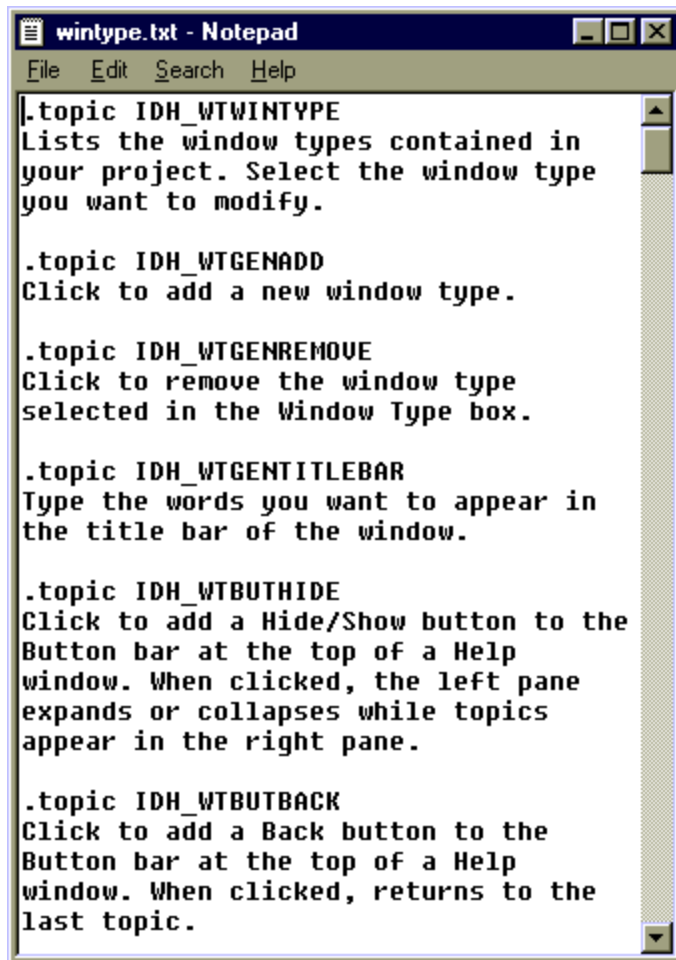 wintype.txt - Notepad
File Edit Search Help
.topic IDH_WTWINTYPE
Lists the window types contained in
your project. Select the window type
you want to modify.
.topic IDH_WTGENADD
Click to add a new window type.
.topic IDH_WTGENREMOVE
Click to remove the window type
selected in the Window Type box.
.topic IDH_WTGENTITLEBAR
Type the words you want to appear in
the title bar of the window.
.topic IDH_WTBUTHIDE
Click to add a Hide/Show button to the
Button bar at the top of a Help
window. When clicked, the left pane
expands or collapses while topics
appear in the right pane.
.topic IDH_WTBUTBACK
Click to add a Back button to the
Button bar at the top of a Help
window. When clicked, returns to the
last topic.